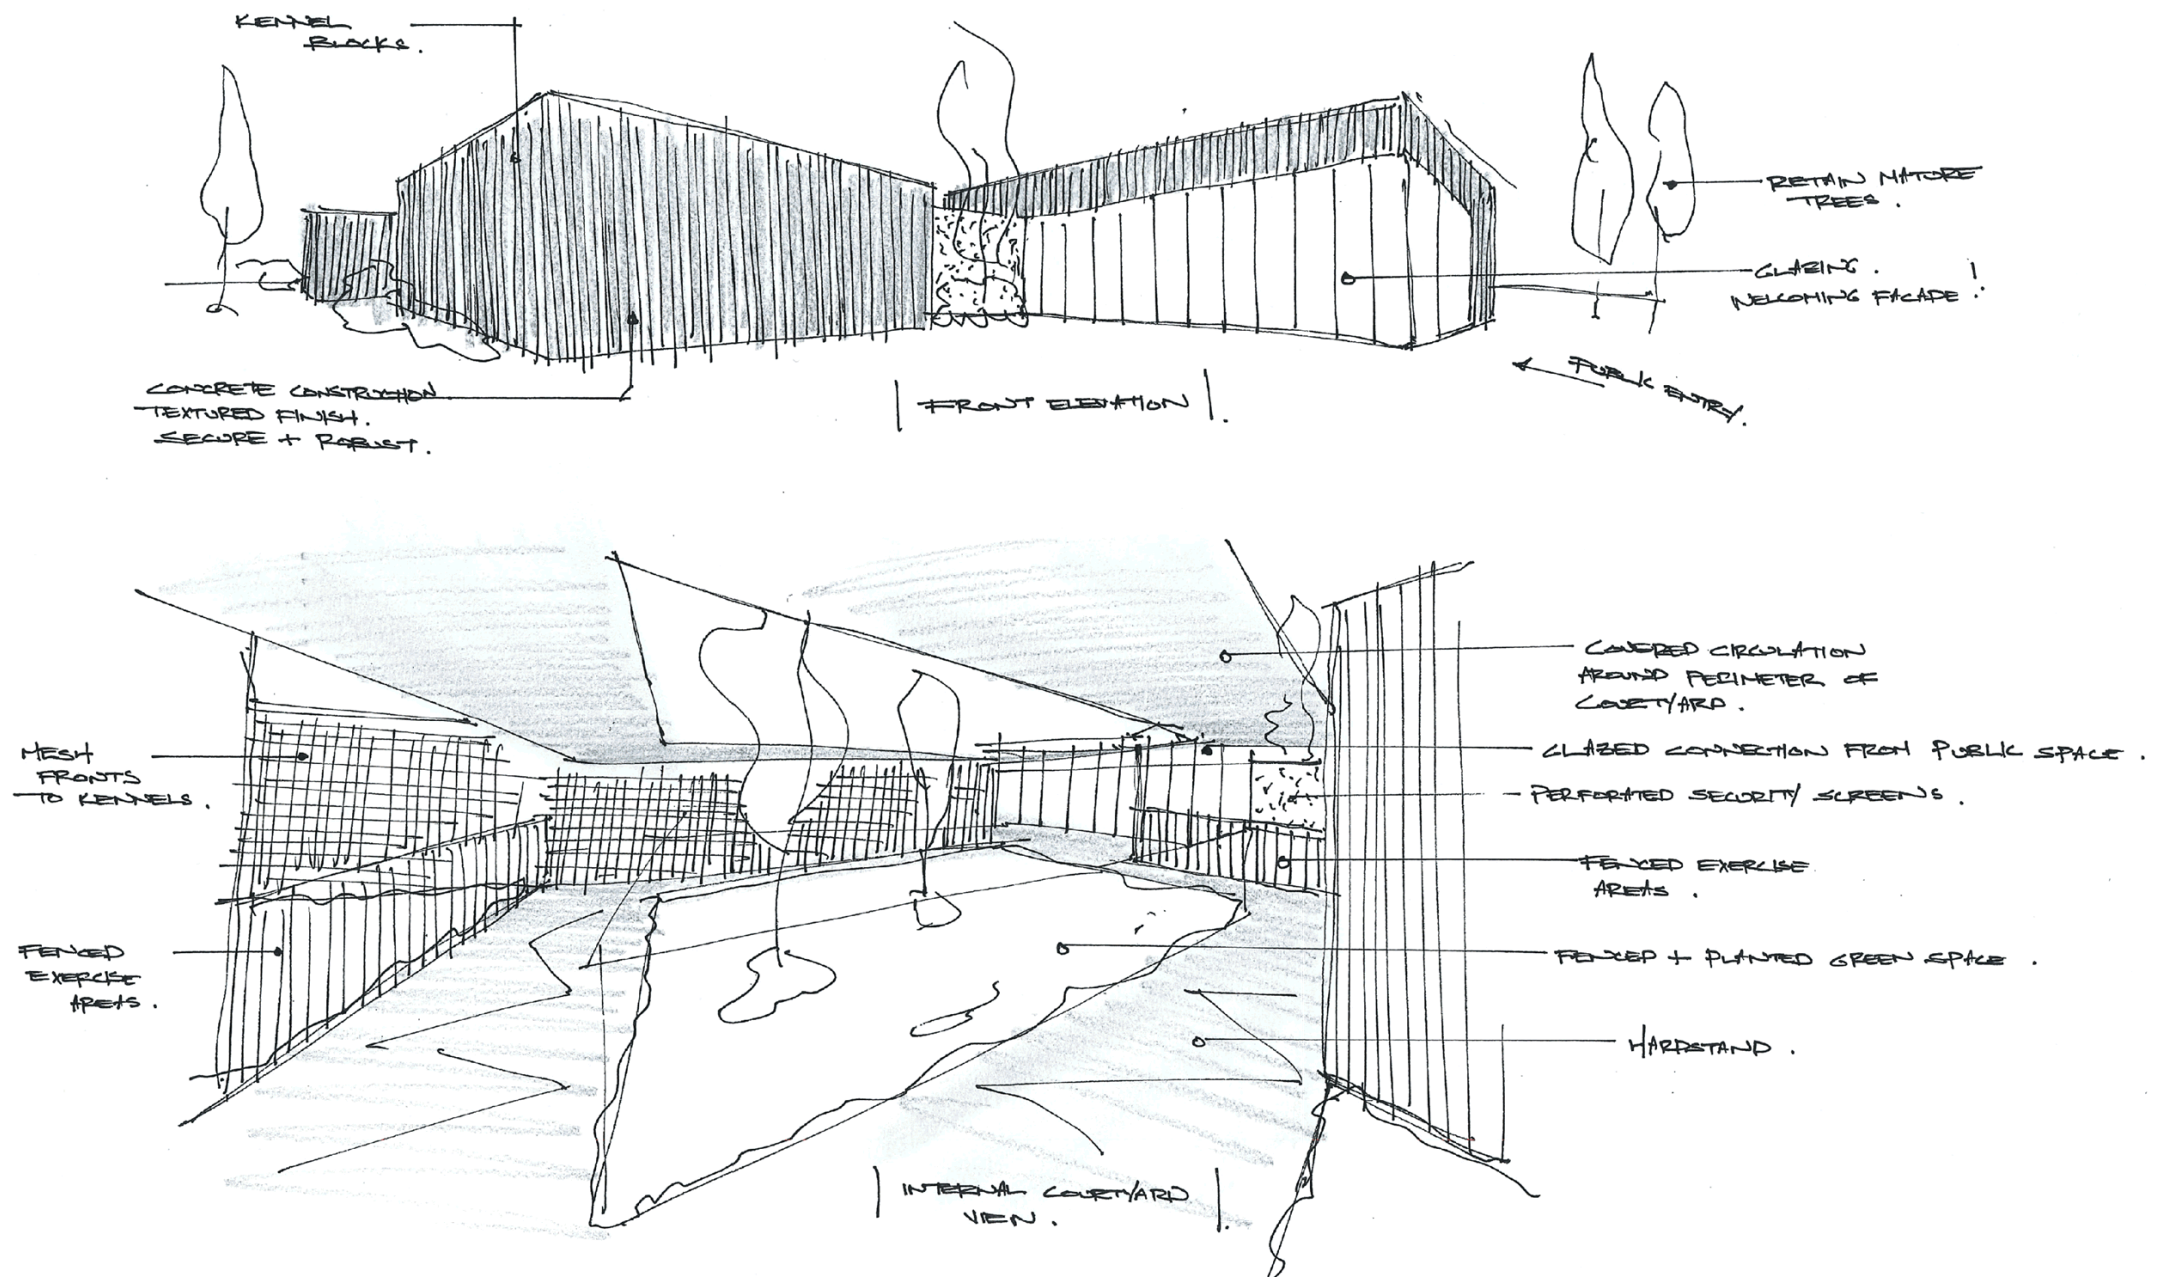 KENNEL
BLOCKS.
RETAIN MATURE
TREES.
GLAZING.
WELCOMING FACADE!
PUBLIC ENTRY.
CONCRETE CONSTRUCTION
TEXTURED FINISH.
SECURE + ROBUST.
FRONT ELEVATION.
COVERED CIRCULATION
AROUND PERIMETER OF
COURTYARD.
MESH
FRONTS
TO KENNELS.
GLAZED CONNECTION FROM PUBLIC SPACE.
PERFORATED SECURITY SCREENS.
FENCED EXERCISE
AREAS.
FENCED
EXERCISE
AREAS.
FENCED + PLANTED GREEN SPACE.
HARDSTAND.
INTERNAL COURTYARD
VIEW.